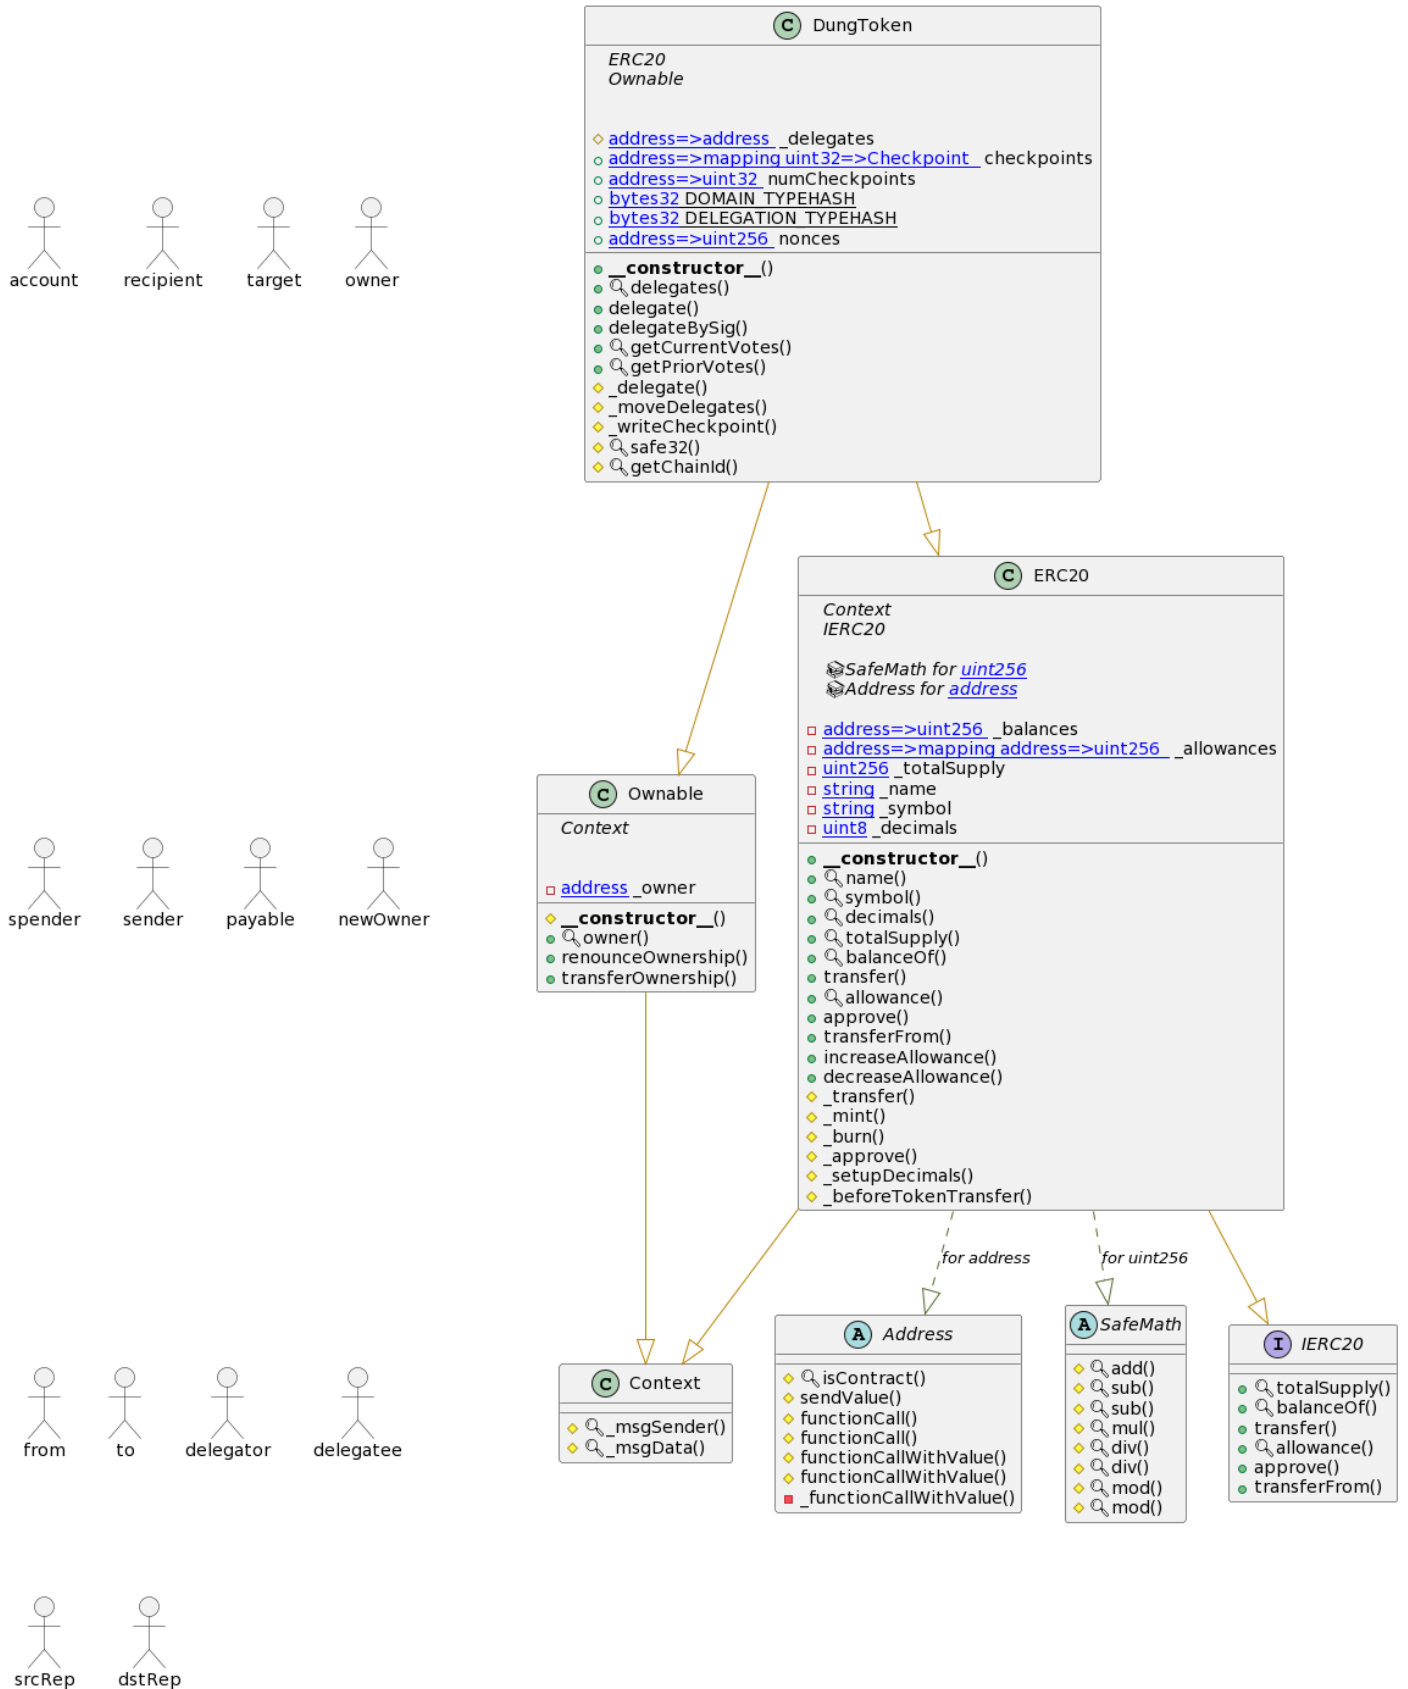 C DungToken
ERC20
Ownable
address=>address _delegates
address=>mapping uint32=>Checkpoint checkpoints
address=>uint32 numCheckpoints
bytes32 DOMAIN_TYPEHASH
bytes32 DELEGATION_TYPEHASH
address=>uint256 nonces
__constructor__()
delegates()
delegate()
delegateBySig()
getCurrentVotes()
getPriorVotes()
_delegate()
_moveDelegates()
_writeCheckpoint()
safe32()
getChainId()
account recipient target owner
C ERC20
Context
IERC20
SafeMath for uint256
Address for address
address=>uint256 _balances
address=>mapping address=>uint256 _allowances
uint256 _totalSupply
string _name
string _symbol
uint8 _decimals
__constructor__()
name()
symbol()
decimals()
totalSupply()
balanceOf()
transfer()
allowance()
approve()
transferFrom()
increaseAllowance()
decreaseAllowance()
_transfer()
_mint()
_burn()
_approve()
_setupDecimals()
_beforeTokenTransfer()
C Ownable
Context
address _owner
__constructor__()
owner()
renounceOwnership()
transferOwnership()
spender sender payable newOwner
for address
for uint256
C Context
_msgSender()
_msgData()
A Address
isContract()
sendValue()
functionCall()
functionCall()
functionCallWithValue()
functionCallWithValue()
_functionCallWithValue()
A SafeMath
add()
sub()
sub()
mul()
div()
div()
mod()
mod()
I IERC20
totalSupply()
balanceOf()
transfer()
allowance()
approve()
transferFrom()
from to delegator delegatee
srcRep dstRep